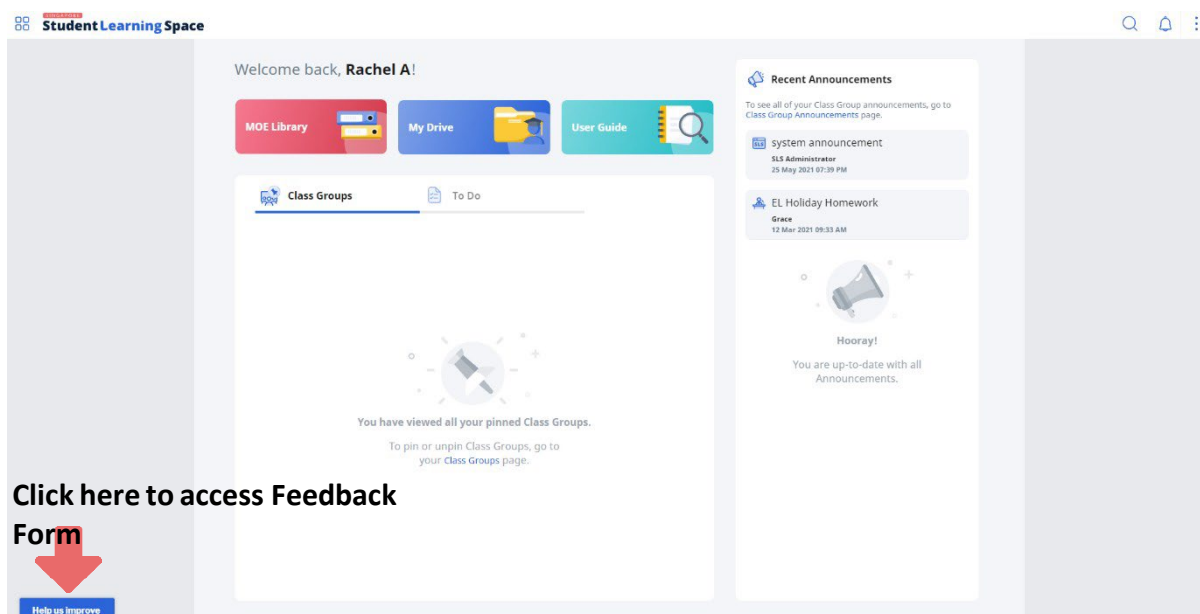 SINGAPORE
Student Learning Space
Welcome back, Rachel A!
MOE Library
My Drive
User Guide
Class Groups
To Do
You have viewed all your pinned Class Groups.
To pin or unpin Class Groups, go to
your Class Groups page.
Recent Announcements
To see all of your Class Group announcements, go to
Class Group Announcements page.
SLS
system announcement
SLS Administrator
25 May 2021 07:39 PM
EL Holiday Homework
Grace
12 Mar 2021 09:33 AM
Hooray!
You are up-to-date with all
Announcements.
Click here to access Feedback
Form
Help us improve